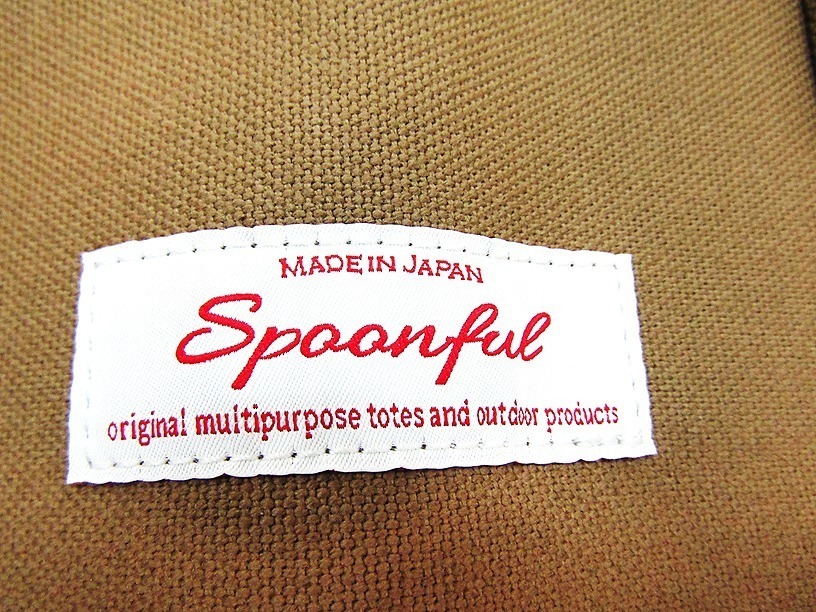 MADE IN JAPAN
Spoonful
original multipurpose totes and outdoor products